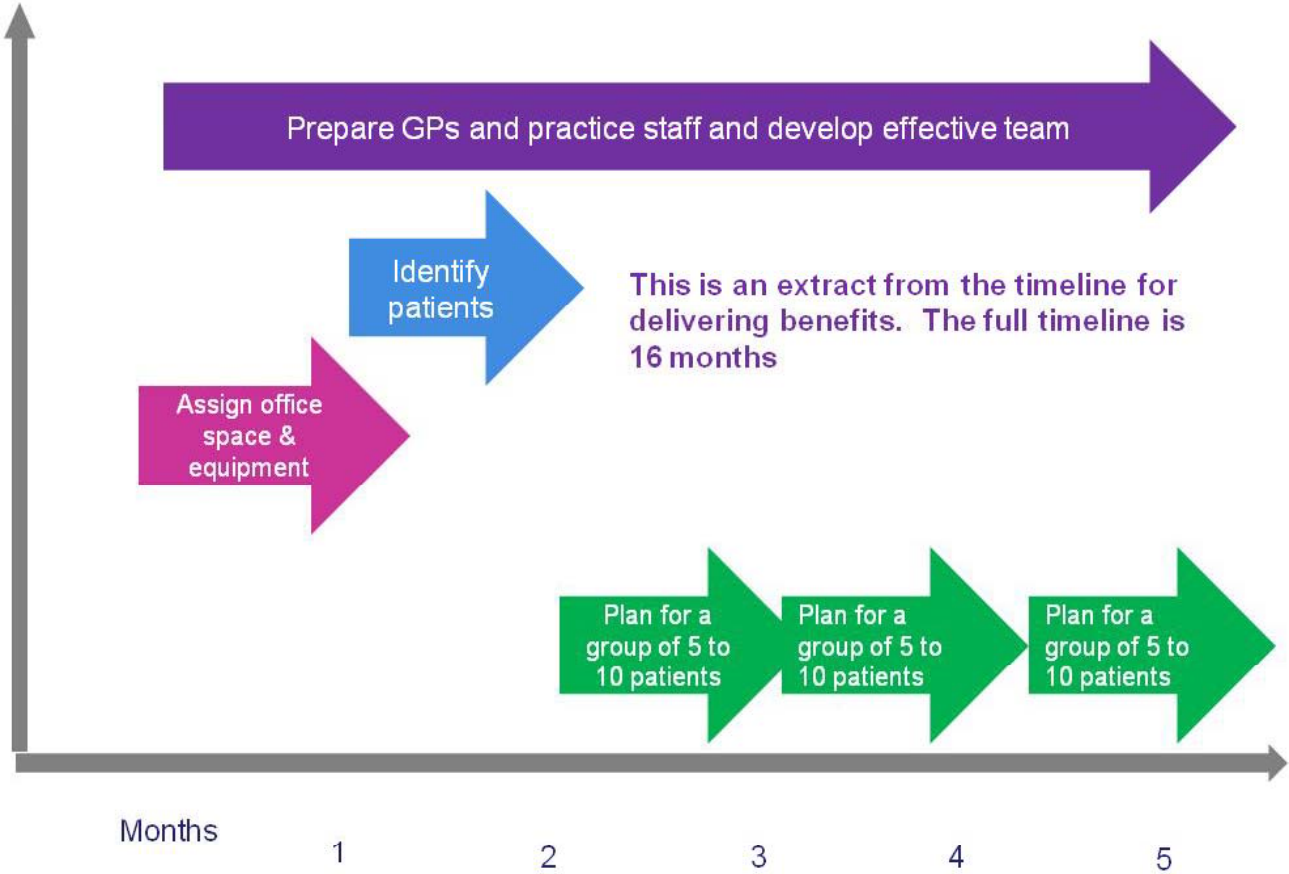 Prepare GPs and practice staff and develop effective team
Identify
patients
This is an extract from the timeline for
delivering benefits.  The full timeline is
16 months
Assign office
space &
equipment
Plan for a
group of 5 to
10 patients
Plan for a
group of 5 to
10 patients
Plan for a
group of 5 to
10 patients
Months
1
2
3
4
5